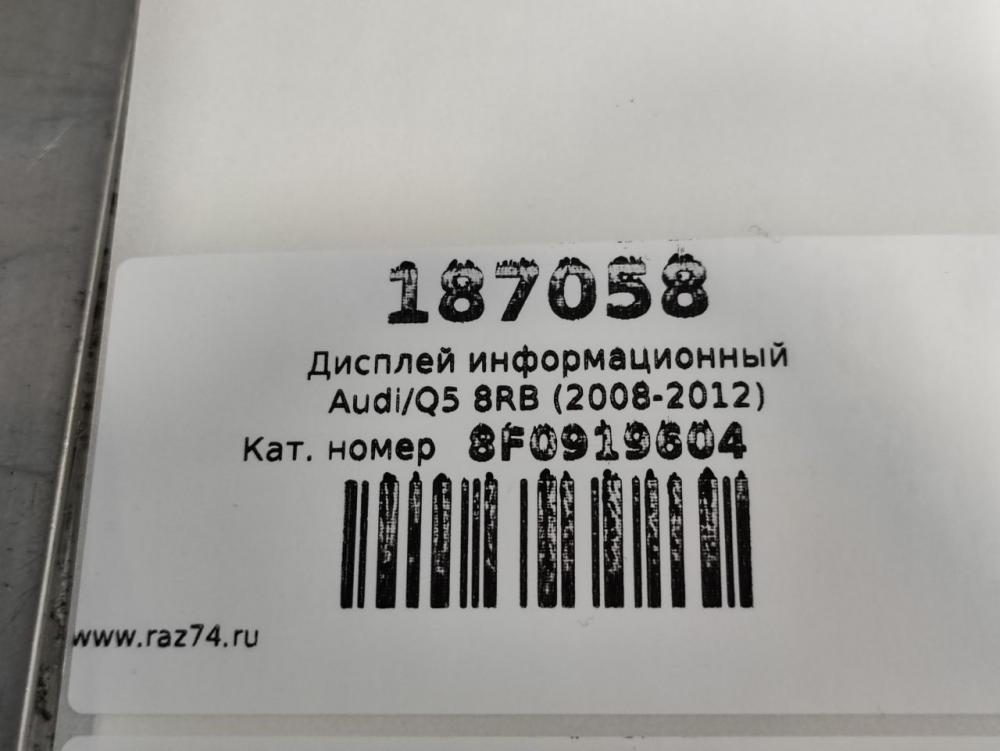 187058
Дисплей информационный
Audi/Q5 8RB (2008-2012)
Кат. номер 8F0919604
www.raz74.ru